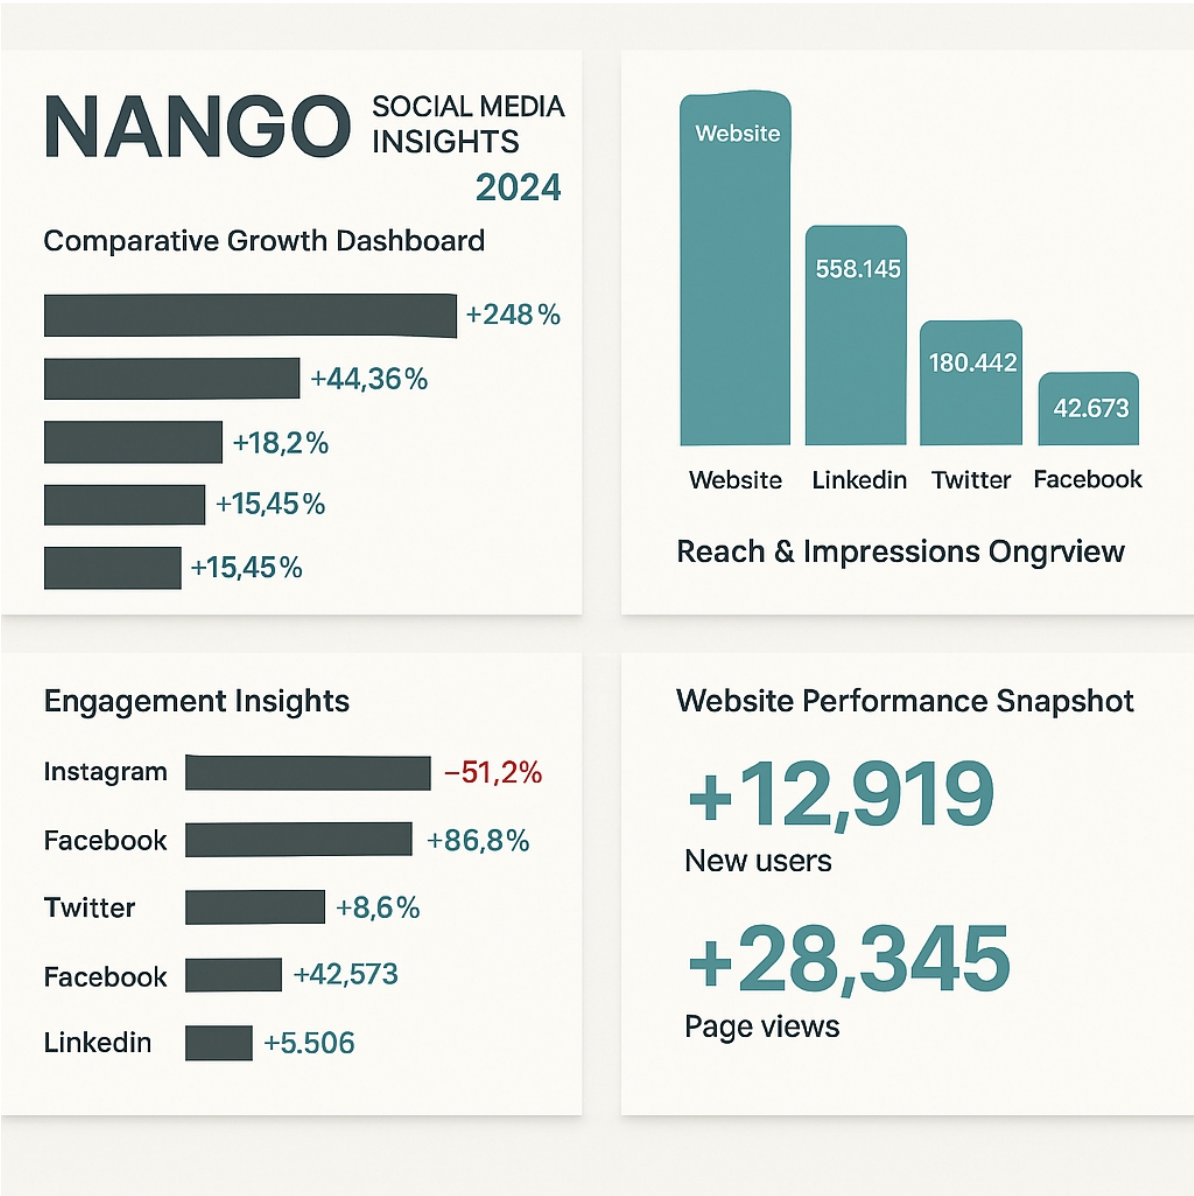 NANGO SOCIAL MEDIA
INSIGHTS
2024
Comparative Growth Dashboard
+248%
+44,36%
+18,2%
+15,45%
+15,45%
Website
558.145
180.442
42.673
Website Linkedin Twitter Facebook
Reach & Impressions Ongrview
Engagement Insights
Instagram −51,2%
Facebook +86,8%
Twitter +8,6%
Facebook +42,573
Linkedin +5.506
Website Performance Snapshot
+12,919
New users
+28,345
Page views